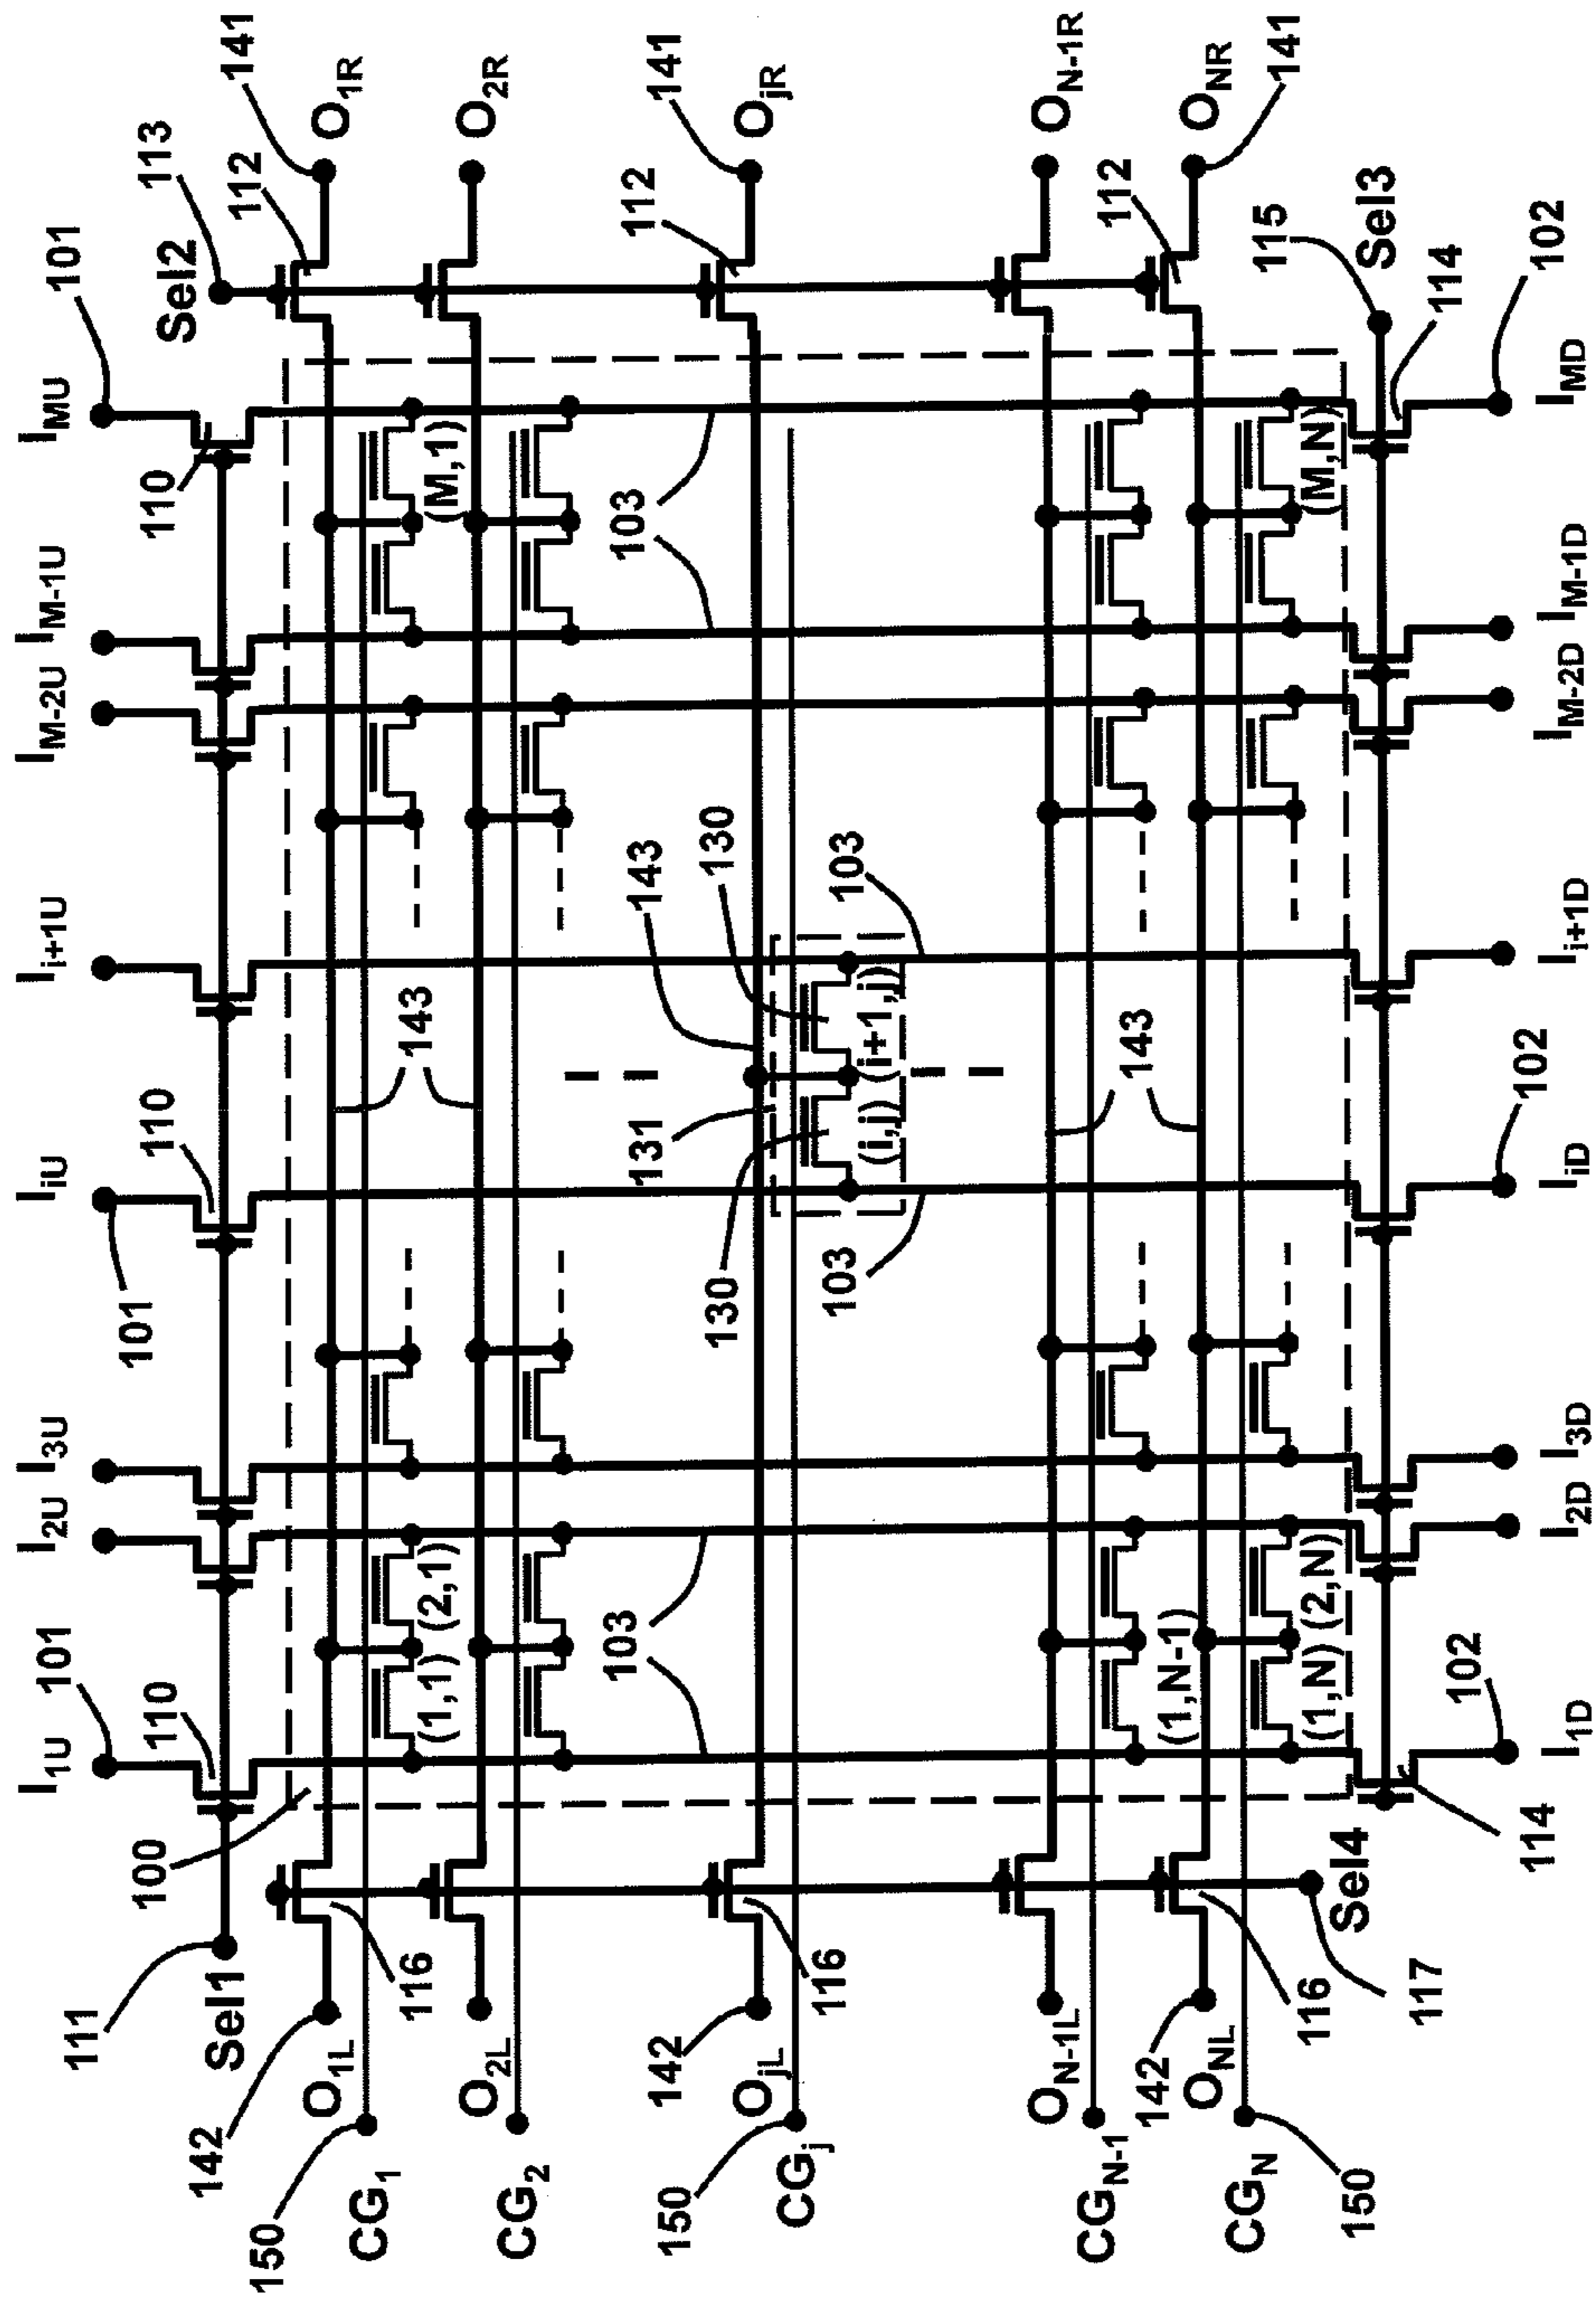 I1U I2U I3U IiU Ii+1U IM-2U IM-1U IMU
101 101 101
111 110 110 110 113
100
Sel1 Sel2
142 112 141
O1L O1R
150 116
CG1 (1,1) (2,1) 143 (M,1)
O2L O2R
CG2
103 103
131 143 112 141
142 130 130
OjL OjR
150 116
CGj (i,j) (i+1,j)
103 103
ON-1L ON-1R
CGN-1 (1,N-1) 143 112
142 ONL ONR
CGN 116 141
(1,N) (2,N) (M,N)
150 Sel4 115 Sel3
117 114 114
102 102 102
I1D I2D I3D IiD Ii+1D IM-2D IM-1D IMD